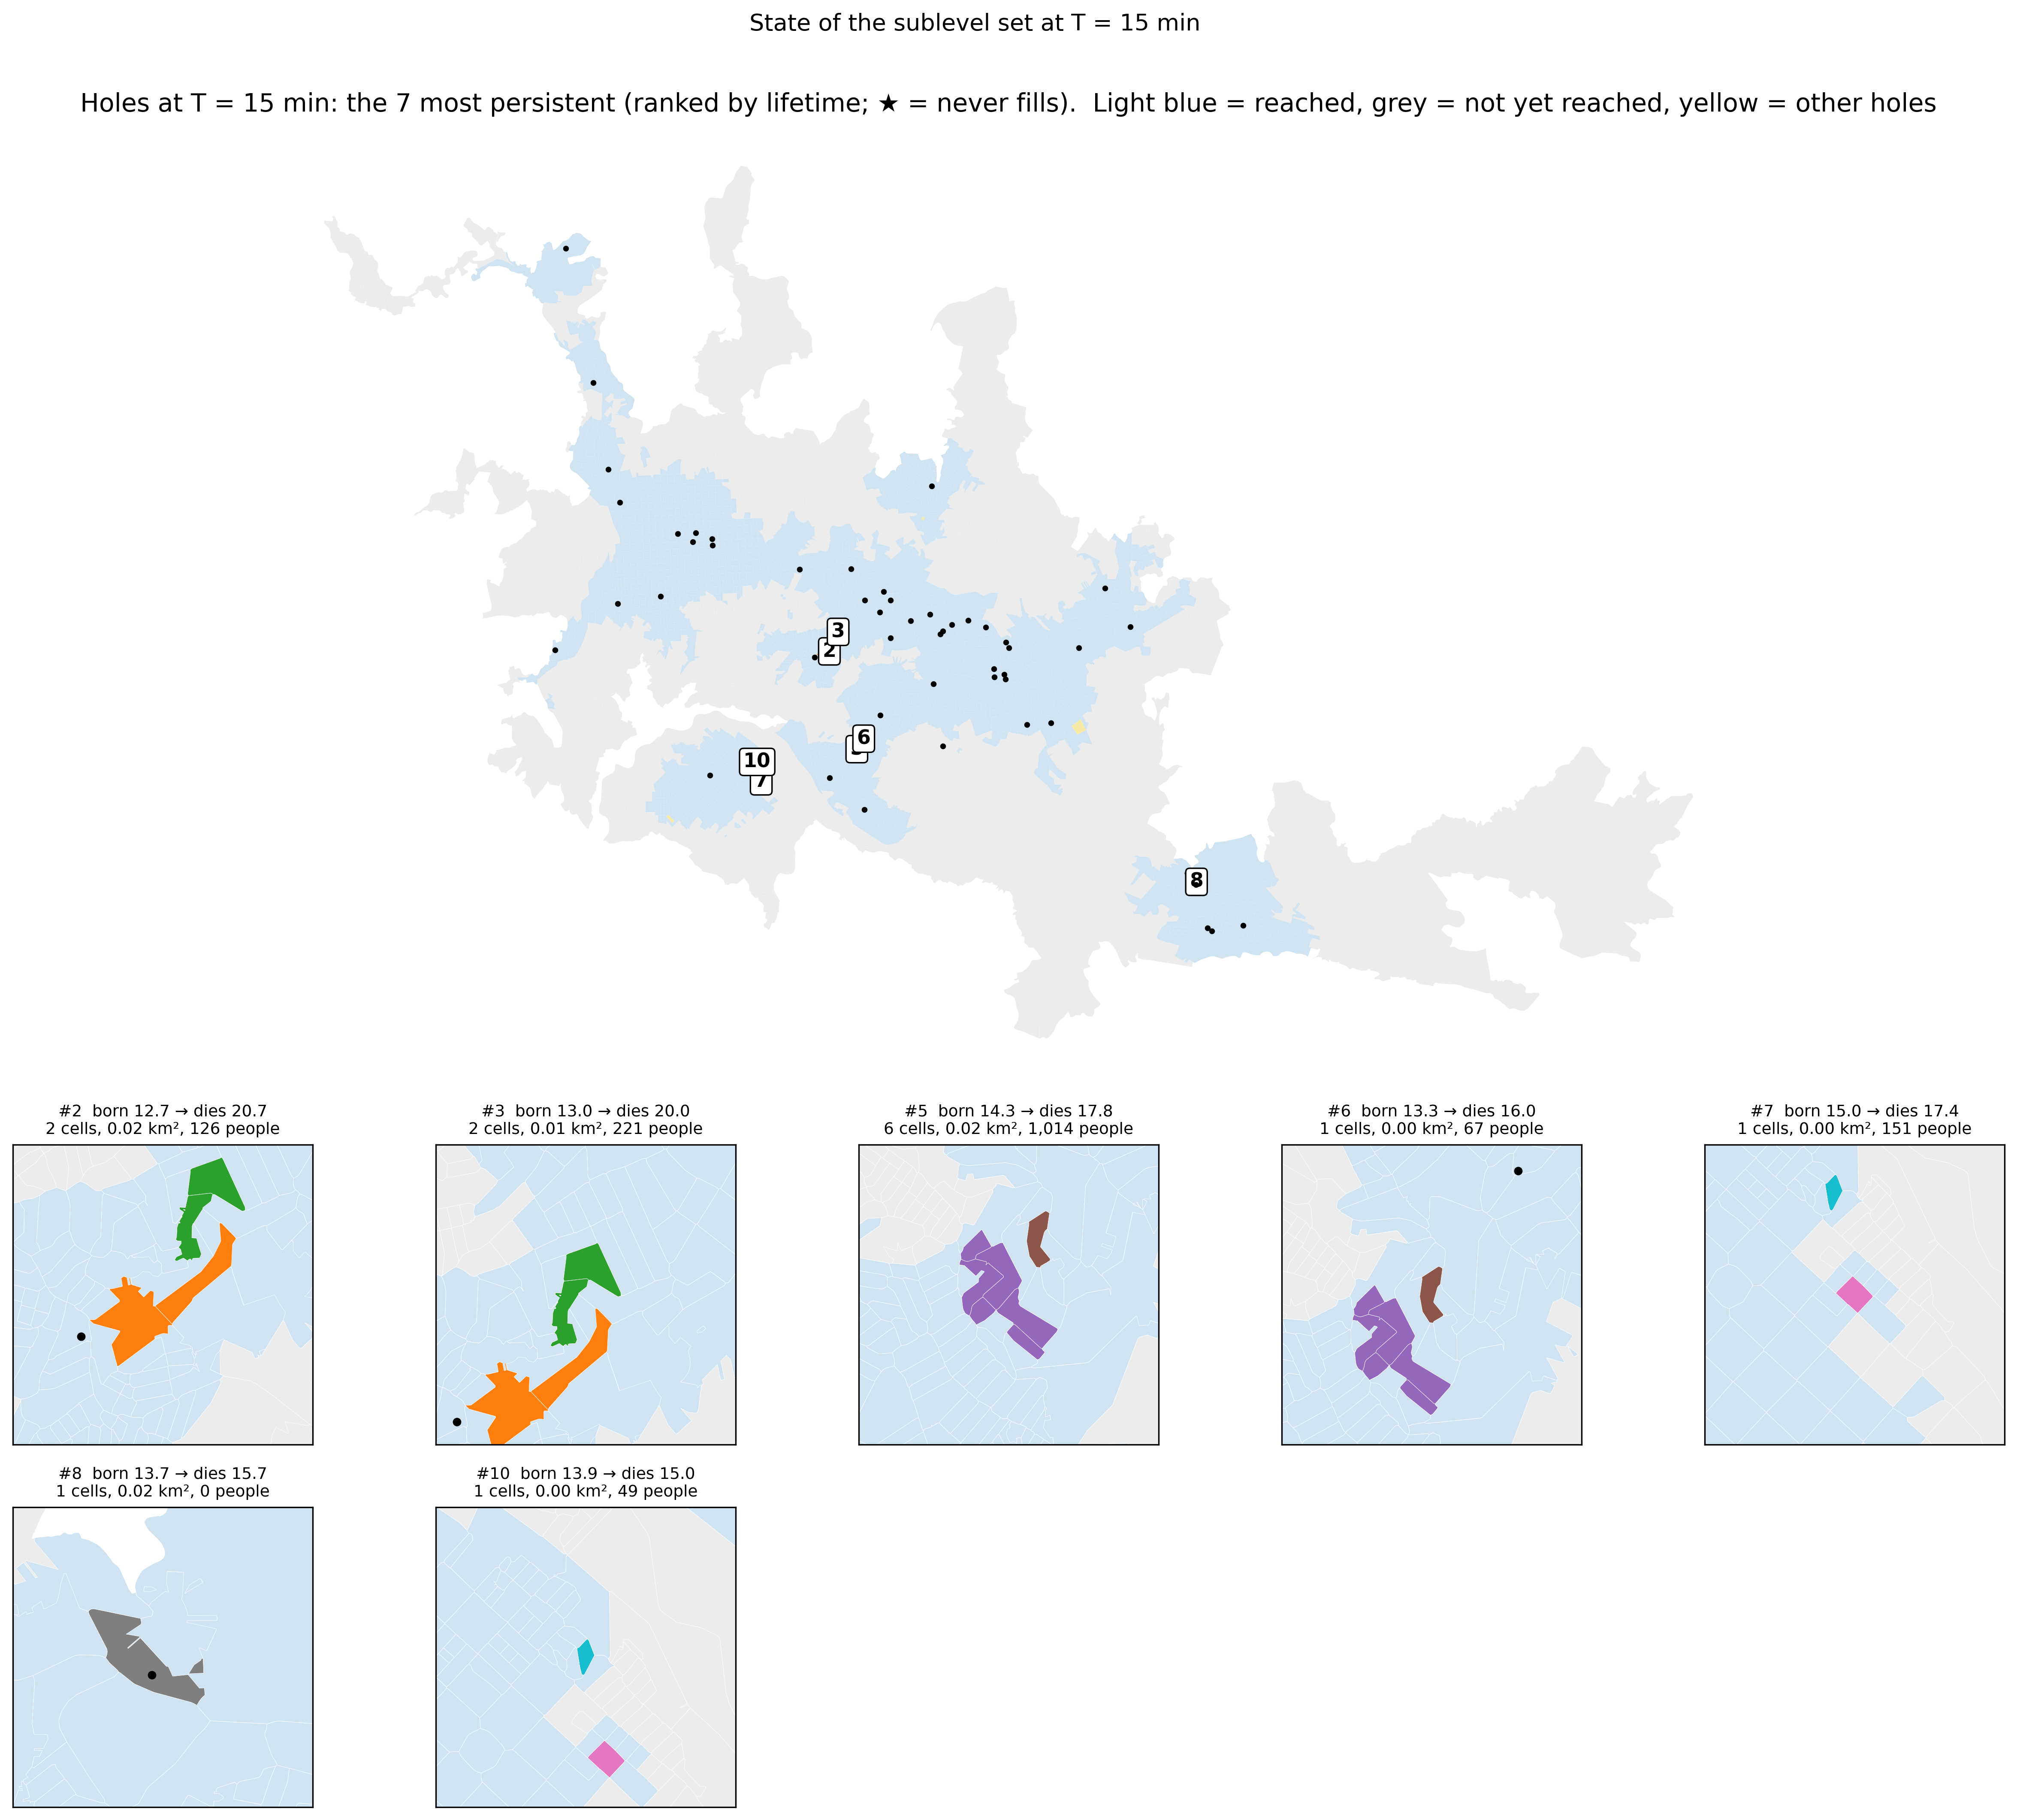 State of the sublevel set at T = 15 min
Holes at T = 15 min: the 7 most persistent (ranked by lifetime; ★ = never fills).  Light blue = reached, grey = not yet reached, yellow = other holes
3
2
6
10
7
8
#2  born 12.7 → dies 20.7
2 cells, 0.02 km², 126 people
#3  born 13.0 → dies 20.0
2 cells, 0.01 km², 221 people
#5  born 14.3 → dies 17.8
6 cells, 0.02 km², 1,014 people
#6  born 13.3 → dies 16.0
1 cells, 0.00 km², 67 people
#7  born 15.0 → dies 17.4
1 cells, 0.00 km², 151 people
#8  born 13.7 → dies 15.7
1 cells, 0.02 km², 0 people
#10  born 13.9 → dies 15.0
1 cells, 0.00 km², 49 people